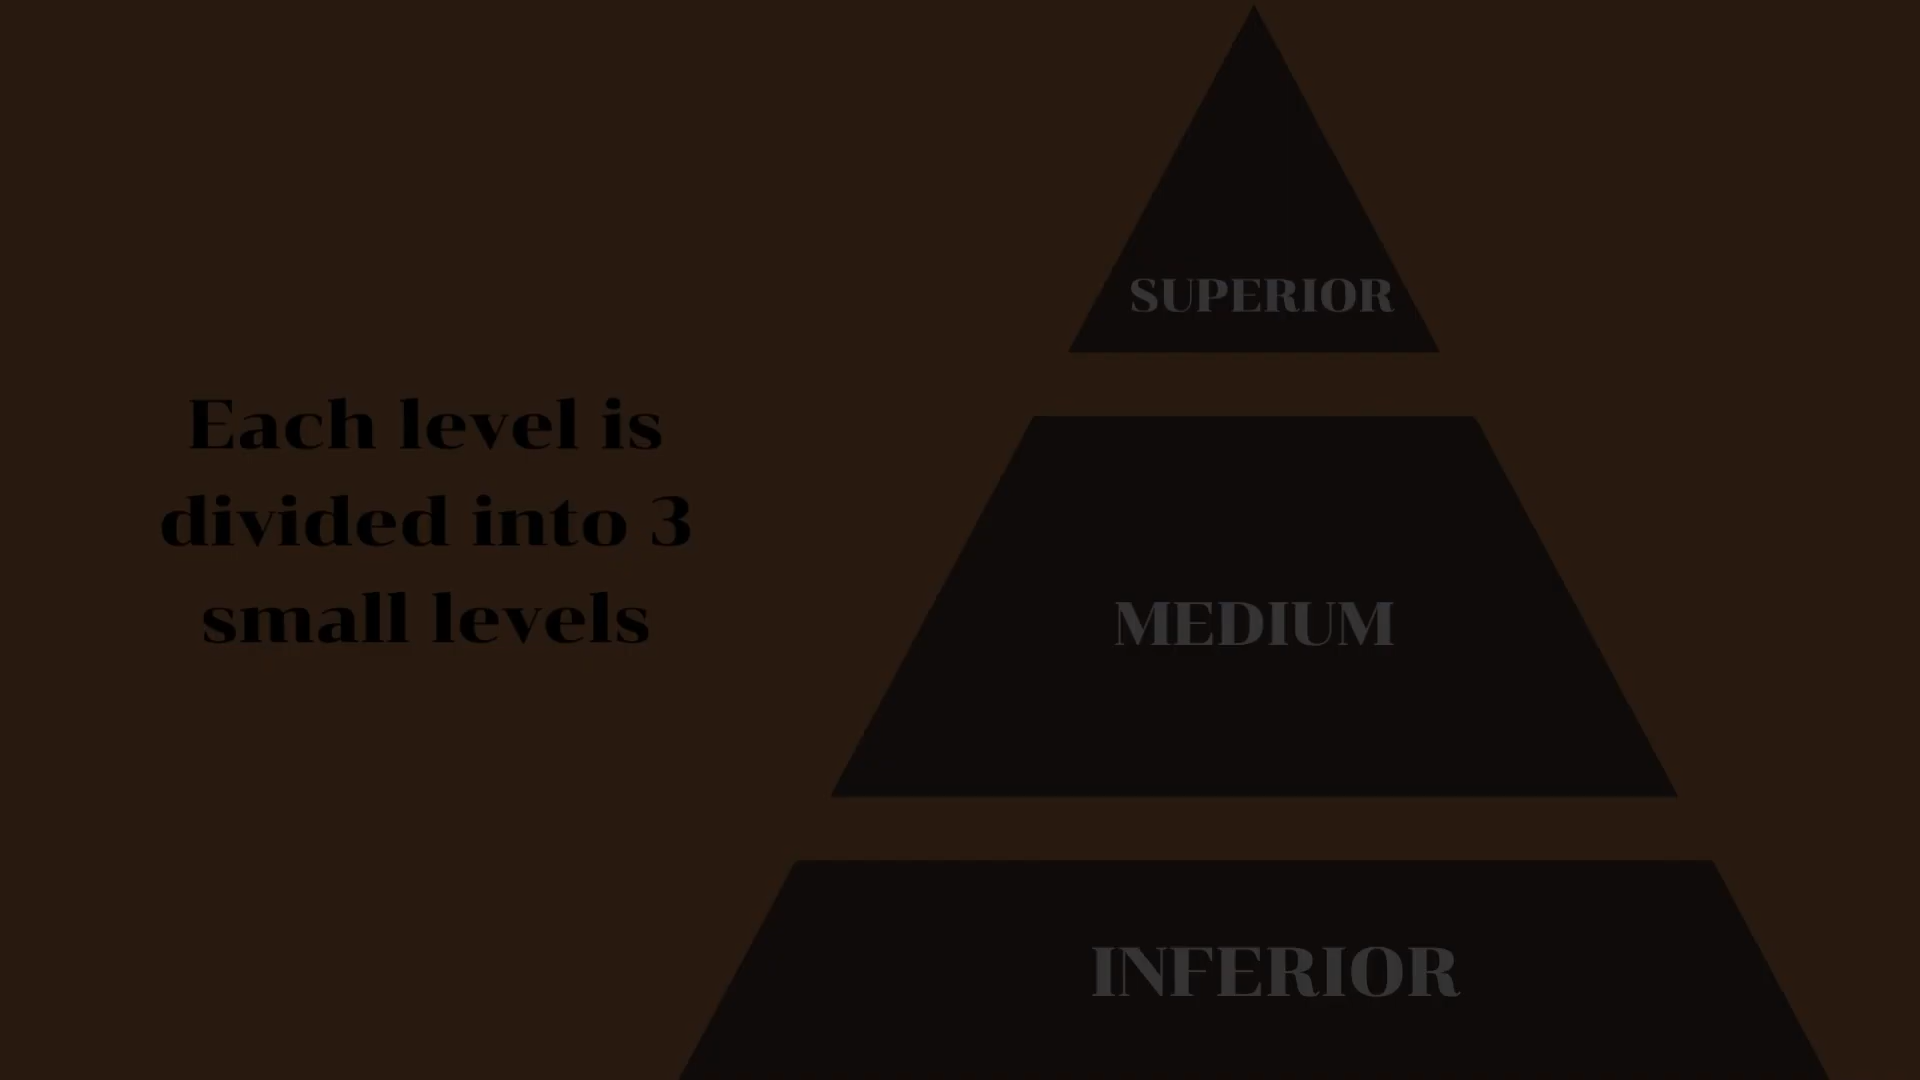 Each level is
divided into 3
small levels
SUPERIOR
MEDIUM
INFERIOR